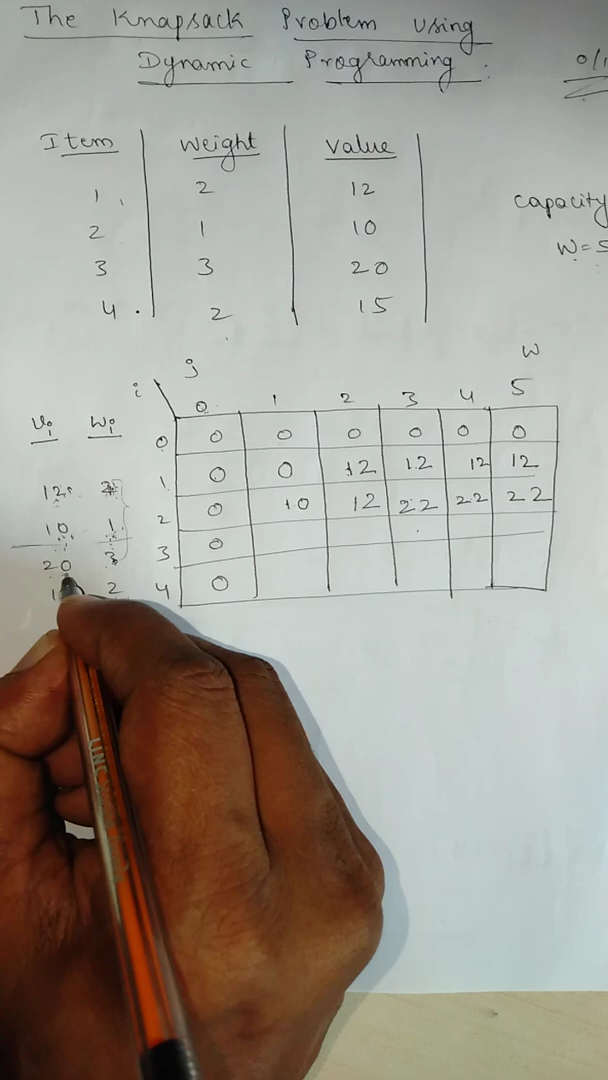 The Knapsack Problem using
Dynamic Programming:
0/1
Item Weight Value
1 2 12
2 1 10
3 3 20
4 2 15
capacity
W=5
j
i
W
0 1 2 3 4 5
vi wi
0 0 0 0 0 0 0
12 1 0 0 12 12 12 12
10 1 2 0 10 12 22 22 22
20 3 3 0
2 4 0